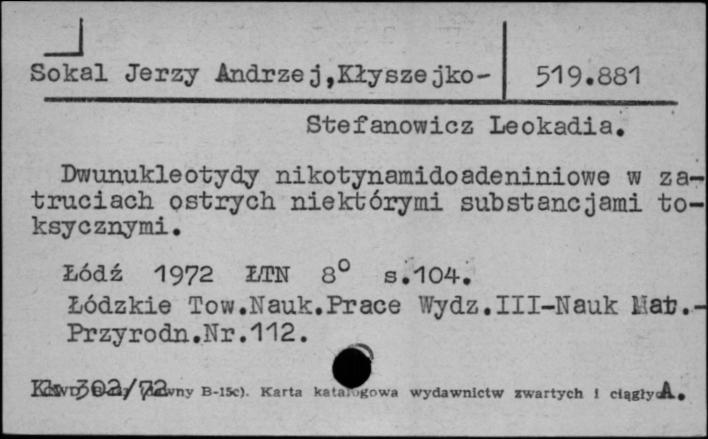 Sokal Jerzy Andrzej,Kłyszejko- 519.881
Stefanowicz Leokadia.
Dwunukleotydy nikotynamidoadeniniowe w za-
truciach ostrych niektórymi substancjami to-
ksycznymi.
Łódź 1972 ŁTN 8° s.104.
Łódzkie Tow.Nauk.Prace Wydz.III-Nauk Mat.-
Przyrodn.Nr.112.
302/72 B-15c). Karta katalogowa wydawnictw zwartych i ciągłych A.